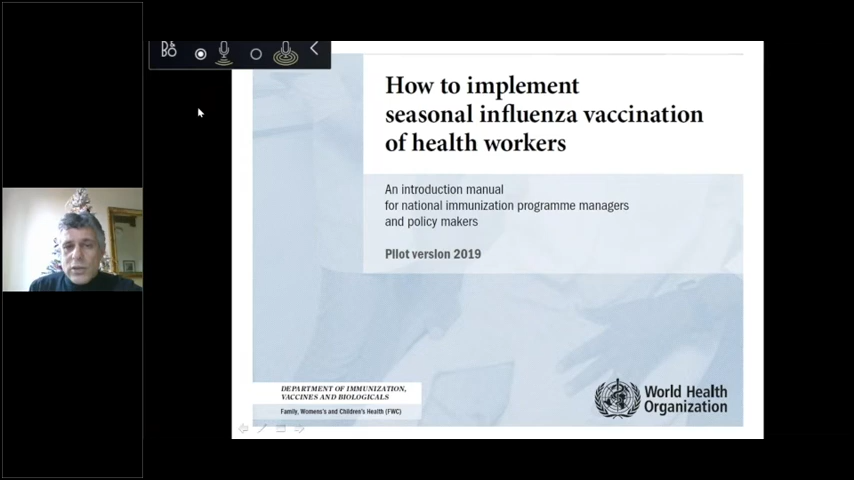 How to implement
seasonal influenza vaccination
of health workers
An introduction manual
for national immunization programme managers
and policy makers
Pilot version 2019
DEPARTMENT OF IMMUNIZATION,
VACCINES AND BIOLOGICALS
Family, Women's and Children's Health (FWC)
World Health
Organization